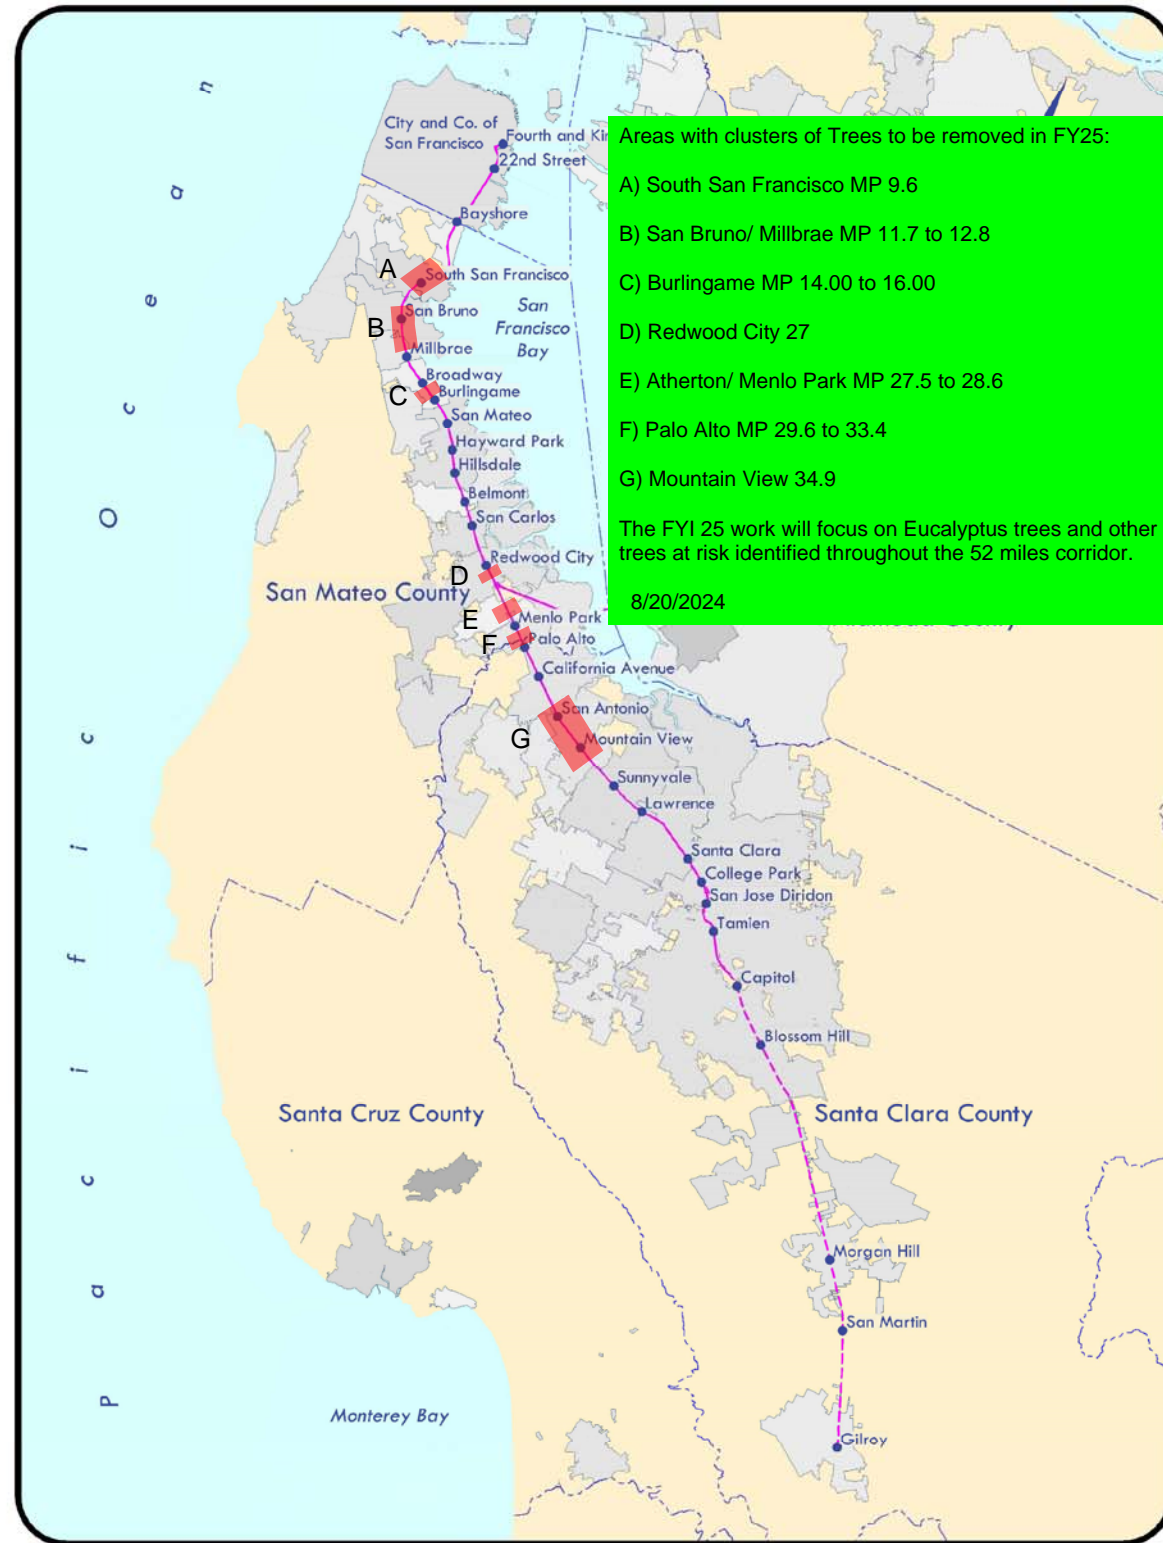 City and Co. of
San Francisco
Fourth and Kin
22nd Street
Bayshore
Areas with clusters of Trees to be removed in FY25:
A) South San Francisco MP 9.6
B) San Bruno/ Millbrae MP 11.7 to 12.8
C) Burlingame MP 14.00 to 16.00
D) Redwood City 27
E) Atherton/ Menlo Park MP 27.5 to 28.6
F) Palo Alto MP 29.6 to 33.4
G) Mountain View 34.9
The FYI 25 work will focus on Eucalyptus trees and other
trees at risk identified throughout the 52 miles corridor.
8/20/2024
A
South San Francisco
San Bruno
B
San
Francisco
Bay
Millbrae
Broadway
C
Burlingame
San Mateo
Hayward Park
Hillsdale
Belmont
San Carlos
Redwood City
D
San Mateo County
E
Menlo Park
F
Palo Alto
California Avenue
San Antonio
G
Mountain View
Sunnyvale
Lawrence
Santa Clara
College Park
San Jose Diridon
Tamien
Capitol
Blossom Hill
Santa Cruz County
Santa Clara County
Morgan Hill
San Martin
Monterey Bay
Gilroy
Pacific Ocean